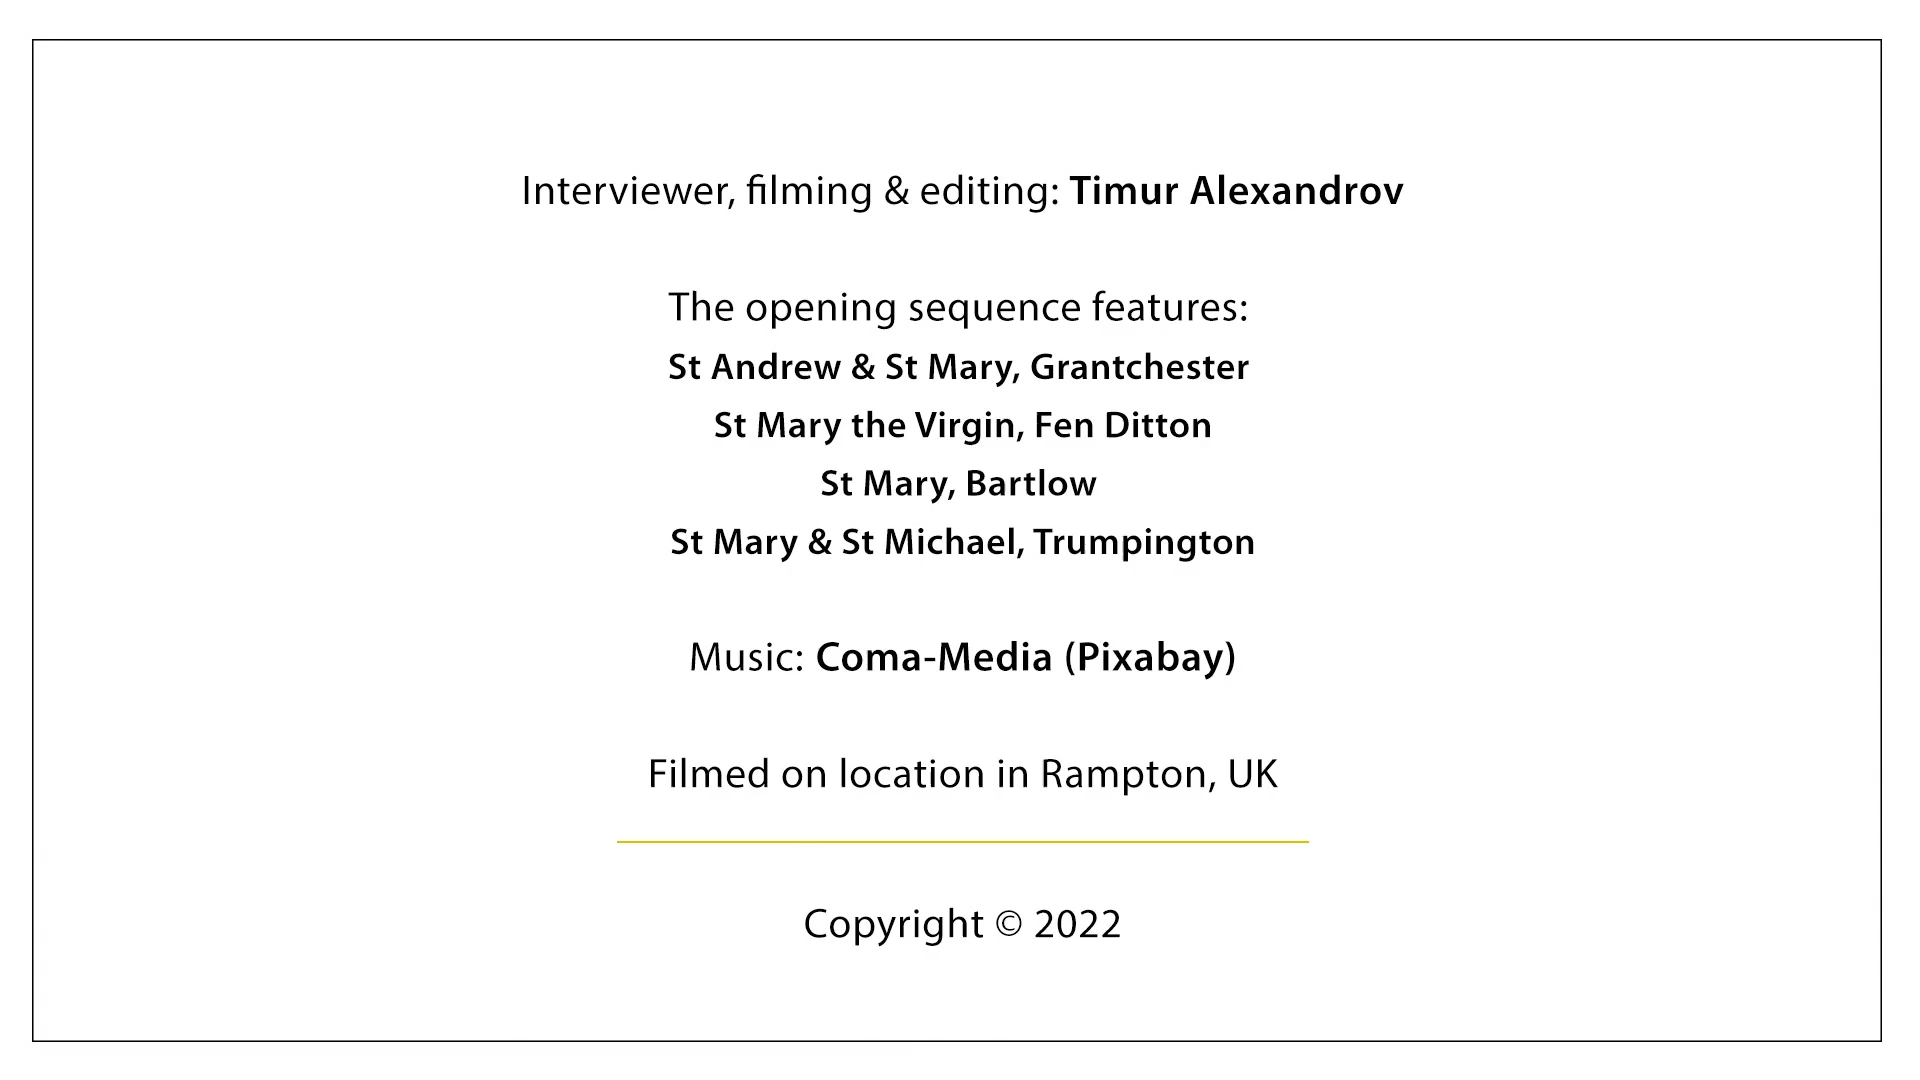 Interviewer, filming & editing: Timur Alexandrov
The opening sequence features:
St Andrew & St Mary, Grantchester
St Mary the Virgin, Fen Ditton
St Mary, Bartlow
St Mary & St Michael, Trumpington
Music: Coma-Media (Pixabay)
Filmed on location in Rampton, UK
Copyright © 2022